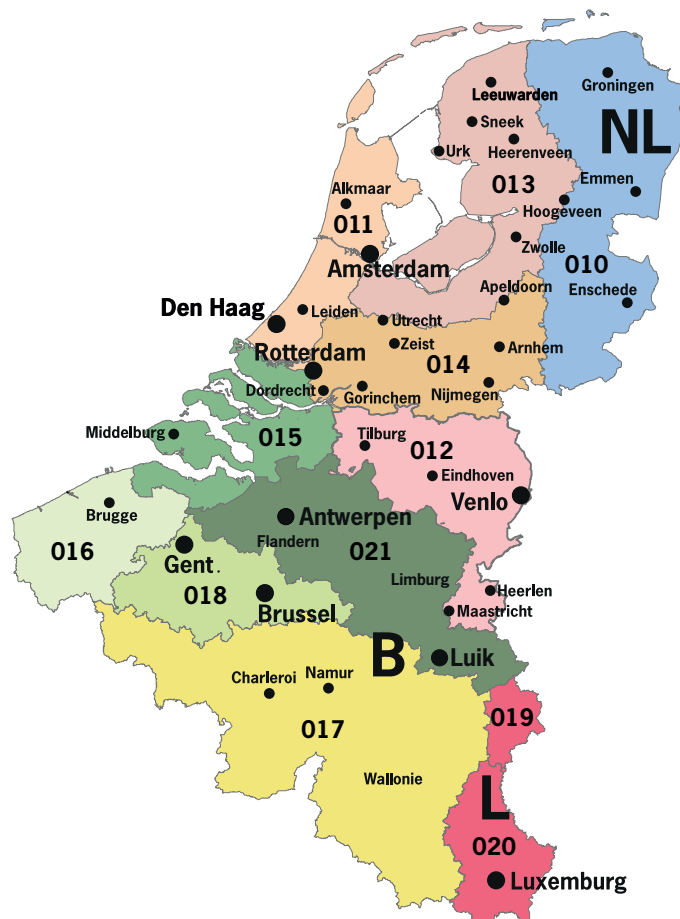 Groningen
Leeuwarden
NL
Sneek
Urk
Heerenveen
013
Emmen
Alkmaar
Hoogeveen
011
Zwolle
Amsterdam
010
Apeldoorn
Enschede
Den Haag
Leiden
Utrecht
Rotterdam
Zeist
Arnhem
014
Dordrecht
Gorinchem
Nijmegen
Middelburg
015
Tilburg
012
Eindhoven
Venlo
Brugge
Antwerpen
016
Flandern
021
Gent.
018
Limburg
Heerlen
Brussel
Maastricht
B
Luik
Charleroi
Namur
017
019
Wallonie
L
020
Luxemburg